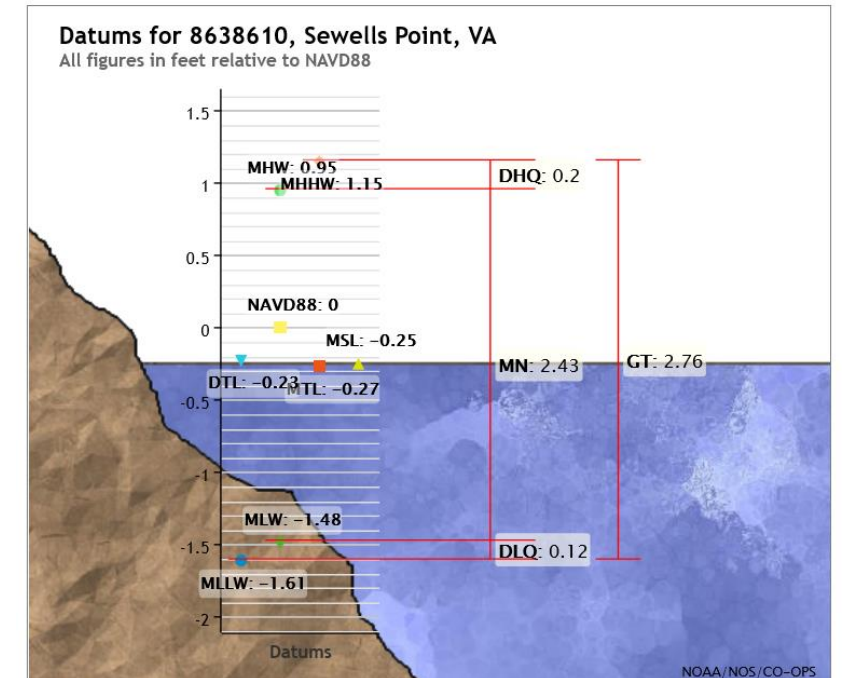 Datums for 8638610, Sewells Point, VA
All figures in feet relative to NAVD88
1.5
MHW: 0.95
DHQ: 0.2
1
MHHW: 1.15
0.5
NAVD88: 0
0
MSL: −0.25
MN: 2.43
GT: 2.76
DTL: −0.23
MTL: −0.27
-0.5
-1
MLW: −1.48
-1.5
DLQ: 0.12
MLLW: −1.61
-2
Datums
NOAA/NOS/CO-OPS